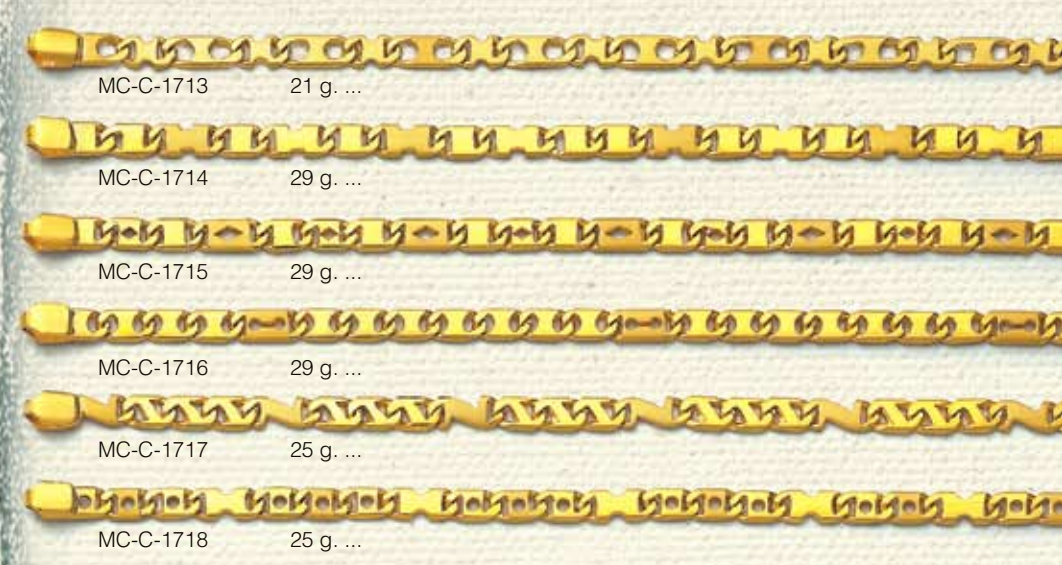 MC-C-1713 21 g. ...
MC-C-1714 29 g. ...
MC-C-1715 29 g. ...
MC-C-1716 29 g. ...
MC-C-1717 25 g. ...
MC-C-1718 25 g. ...